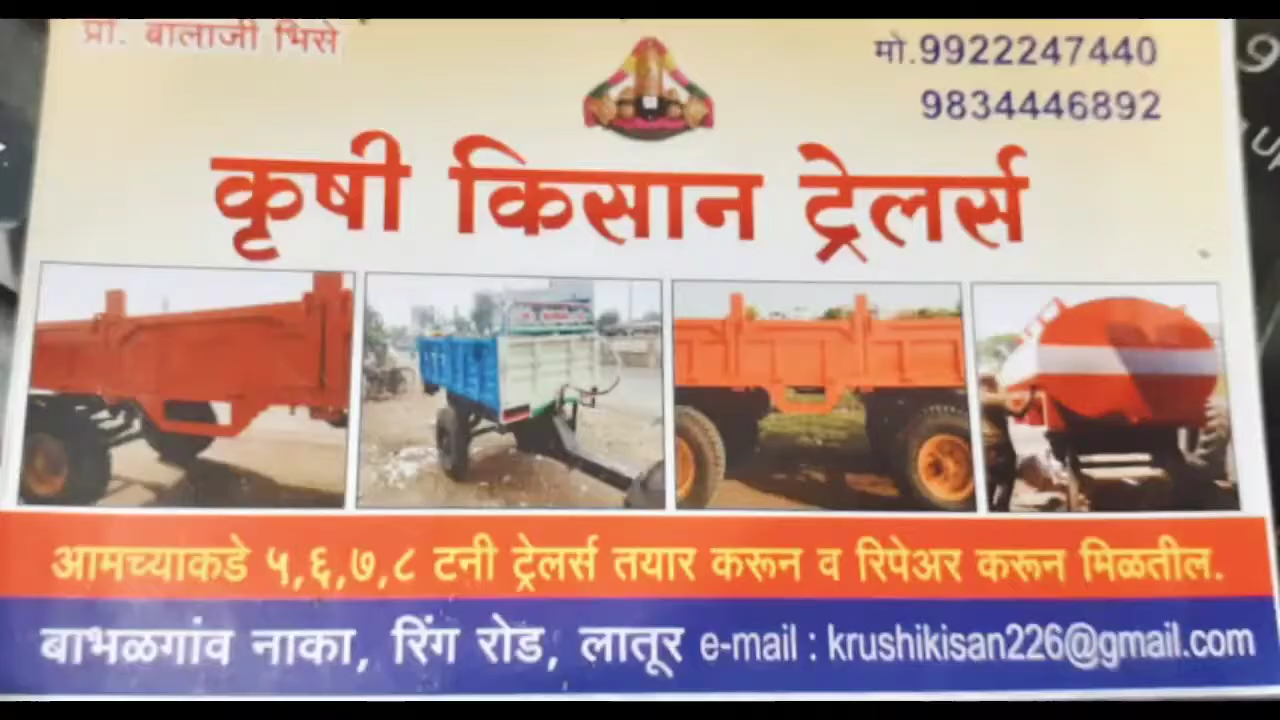 प्रो. बालाजी भिसे
मो.9922247440
9834446892
कृषी किसान ट्रेलर्स
आमच्याकडे ५,६,७,८ टनी ट्रेलर्स तयार करून व रिपेअर करून मिळतील.
बाभळगांव नाका, रिंग रोड, लातूर e-mail : krushikisan226@gmail.com